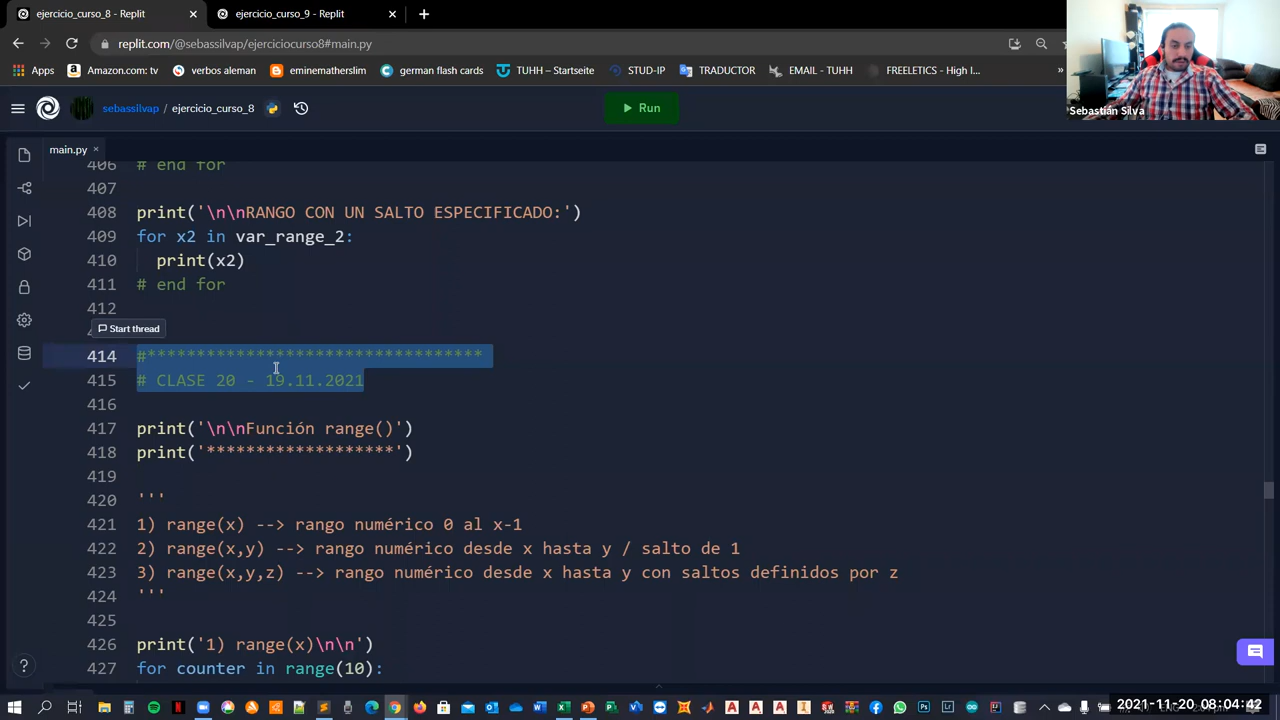 ejercicio_curso_8 - Replit
ejercicio_curso_9 - Replit
replit.com/@sebassilvap/ejerciciocurso8#main.py
Apps
Amazon.com: tv
verbos aleman
eminemathersIim
german flashcards
TUHH – Startseite
STUD-IP
TRADUCTOR
EMAIL - TUHH
FREELETICS - High I...
»
Sebastián Silva
sebassilvap / ejercicio_curso_8
Run
main.py
406 # end for
407
408 print('\n\nRANGO CON UN SALTO ESPECIFICADO:')
409 for x2 in var_range_2:
410 print(x2)
411 # end for
412
Start thread
414 #**********************************
415 # CLASE 20 - 19.11.2021
416
417 print('\n\nFunción range()')
418 print('*******************')
419
420 '''
421 1) range(x) --> rango numérico 0 al x-1
422 2) range(x,y) --> rango numérico desde x hasta y / salto de 1
423 3) range(x,y,z) --> rango numérico desde x hasta y con saltos definidos por z
424 '''
425
426 print('1) range(x)\n\n')
427 for counter in range(10):
2021-11-20 08:04:42